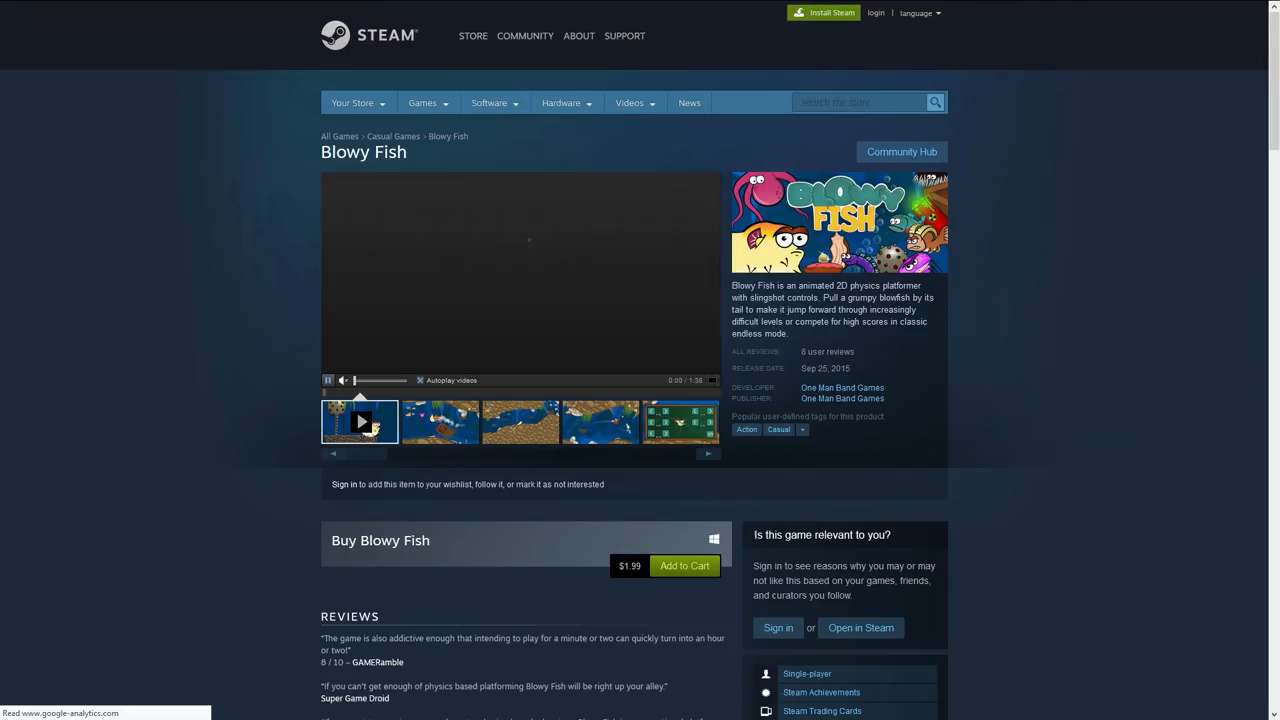 Install Steam
login | language
STEAM®
STORE COMMUNITY ABOUT SUPPORT
Your Store Games Software Hardware Videos News search the store
All Games > Casual Games > Blowy Fish
Blowy Fish
Community Hub
BLOWY
FISH
Blowy Fish is an animated 2D physics platformer
with slingshot controls. Pull a grumpy blowfish by its
tail to make it jump forward through increasingly
difficult levels or compete for high scores in classic
endless mode.
ALL REVIEWS: 8 user reviews
RELEASE DATE: Sep 25, 2015
DEVELOPER: One Man Band Games
PUBLISHER: One Man Band Games
Popular user-defined tags for this product:
Action Casual +
Autoplay videos 0:00 / 1:38
Sign in to add this item to your wishlist, follow it, or mark it as not interested
Buy Blowy Fish
$1.99 Add to Cart
Is this game relevant to you?
Sign in to see reasons why you may or
may not like this based on your games, friends,
and curators you follow.
Sign in or Open in Steam
REVIEWS
“The game is also addictive enough that intending to play for a minute or two can quickly turn into an hour
or two!”
8 / 10 – GAMERamble
“If you can't get enough of physics based platforming Blowy Fish will be right up your alley.”
Super Game Droid
Single-player
Steam Achievements
Steam Trading Cards
Read www.google-analytics.com